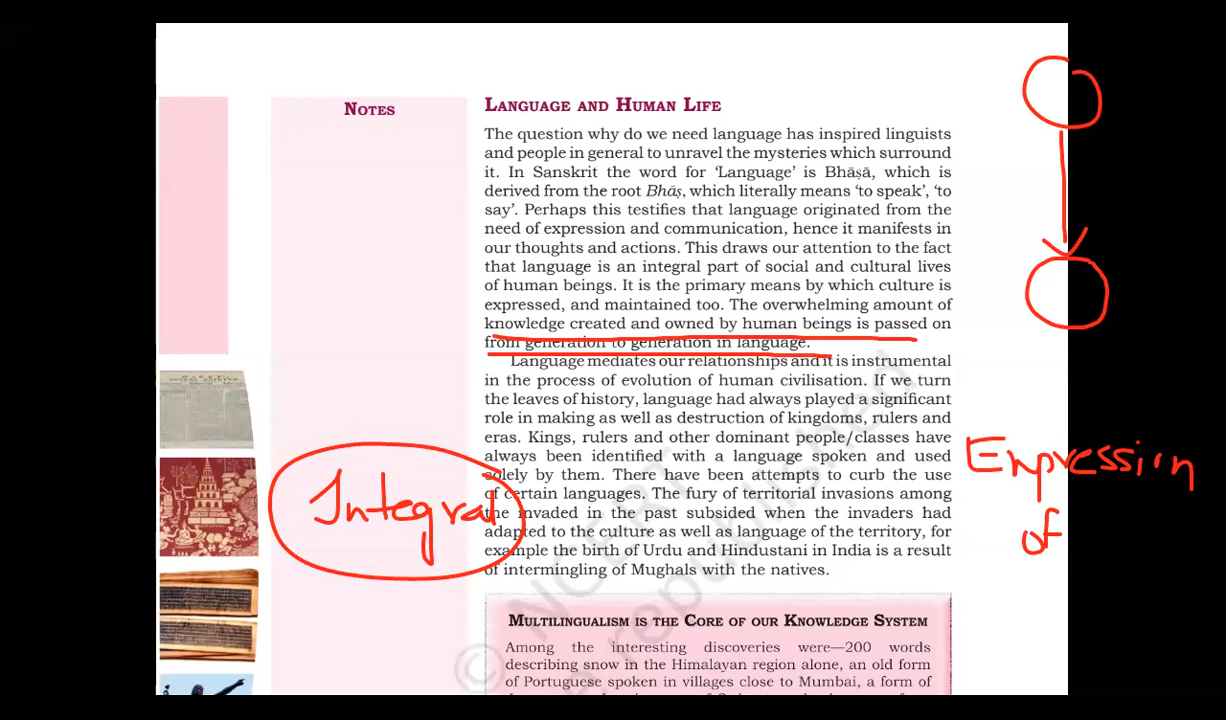 NOTES
LANGUAGE AND HUMAN LIFE
The question why do we need language has inspired linguists
and people in general to unravel the mysteries which surround
it. In Sanskrit the word for ‘Language’ is Bhāṣā, which is
derived from the root Bhāṣ, which literally means ‘to speak’, ‘to
say’. Perhaps this testifies that language originated from the
need of expression and communication, hence it manifests in
our thoughts and actions. This draws our attention to the fact
that language is an integral part of social and cultural lives
of human beings. It is the primary means by which culture is
expressed, and maintained too. The overwhelming amount of
knowledge created and owned by human beings is passed on
from generation to generation in language.
Language mediates our relationships and it is instrumental
in the process of evolution of human civilisation. If we turn
the leaves of history, language had always played a significant
role in making as well as destruction of kingdoms, rulers and
eras. Kings, rulers and other dominant people/classes have
always been identified with a language spoken and used
solely by them. There have been attempts to curb the use
of certain languages. The fury of territorial invasions among
the invaded in the past subsided when the invaders had
adapted to the culture as well as language of the territory, for
example the birth of Urdu and Hindustani in India is a result
of intermingling of Mughals with the natives.
Integral
Expression
of
MULTILINGUALISM IS THE CORE OF OUR KNOWLEDGE SYSTEM
Among the interesting discoveries were—200 words
describing snow in the Himalayan region alone, an old form
of Portuguese spoken in villages close to Mumbai, a form of
© NCERT
republished